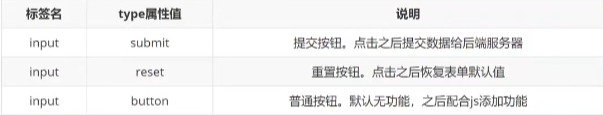 标签名 type属性值 说明
input submit 提交按钮。点击之后提交数据给后端服务器
input reset 重置按钮。点击之后恢复表单默认值
input button 普通按钮。默认无功能，之后配合js添加功能